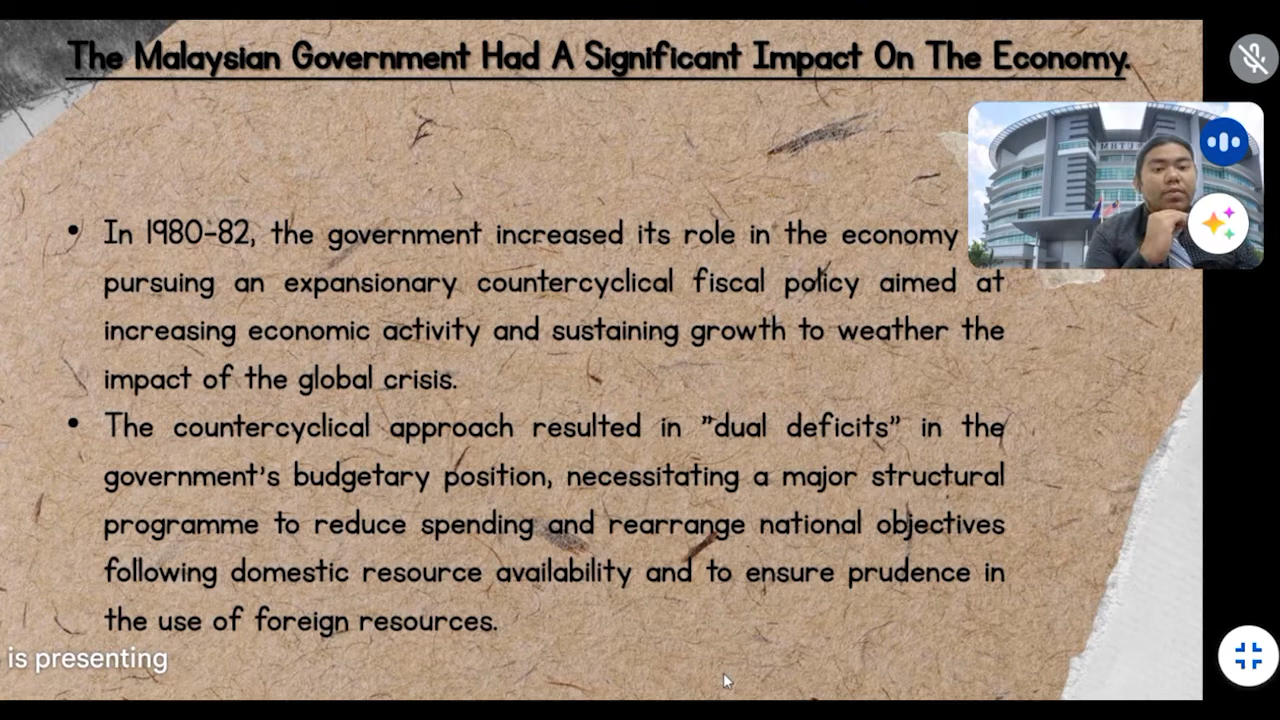 The Malaysian Government Had A Significant Impact On The Economy.
• In 1980-82, the government increased its role in the economy
pursuing an expansionary countercyclical fiscal policy aimed at
increasing economic activity and sustaining growth to weather the
impact of the global crisis.
• The countercyclical approach resulted in ”dual deficits” in the
government's budgetary position, necessitating a major structural
programme to reduce spending and rearrange national objectives
following domestic resource availability and to ensure prudence in
the use of foreign resources.
is presenting